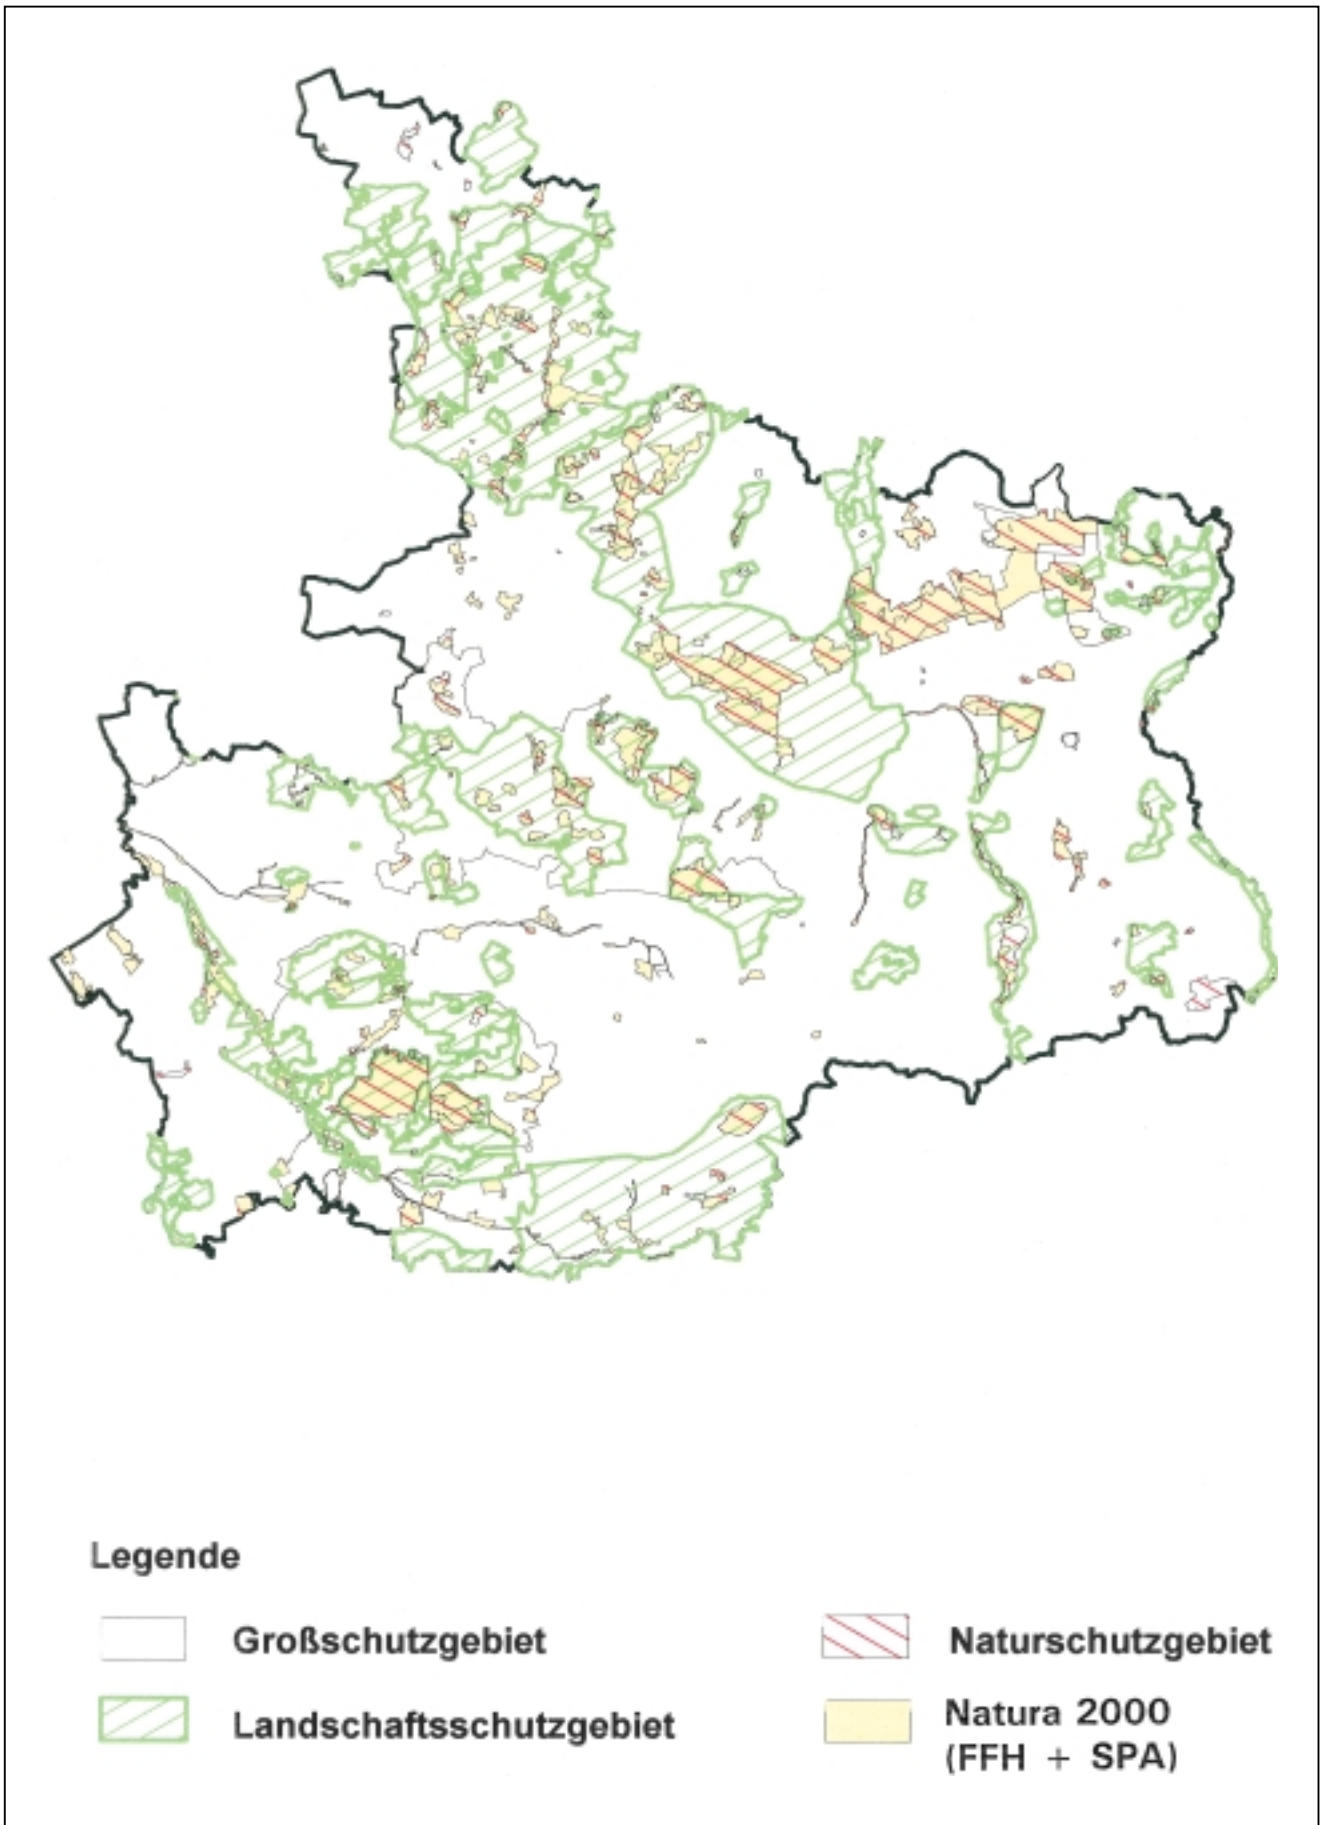 Legende
Großschutzgebiet
Landschaftsschutzgebiet
Naturschutzgebiet
Natura 2000
(FFH + SPA)